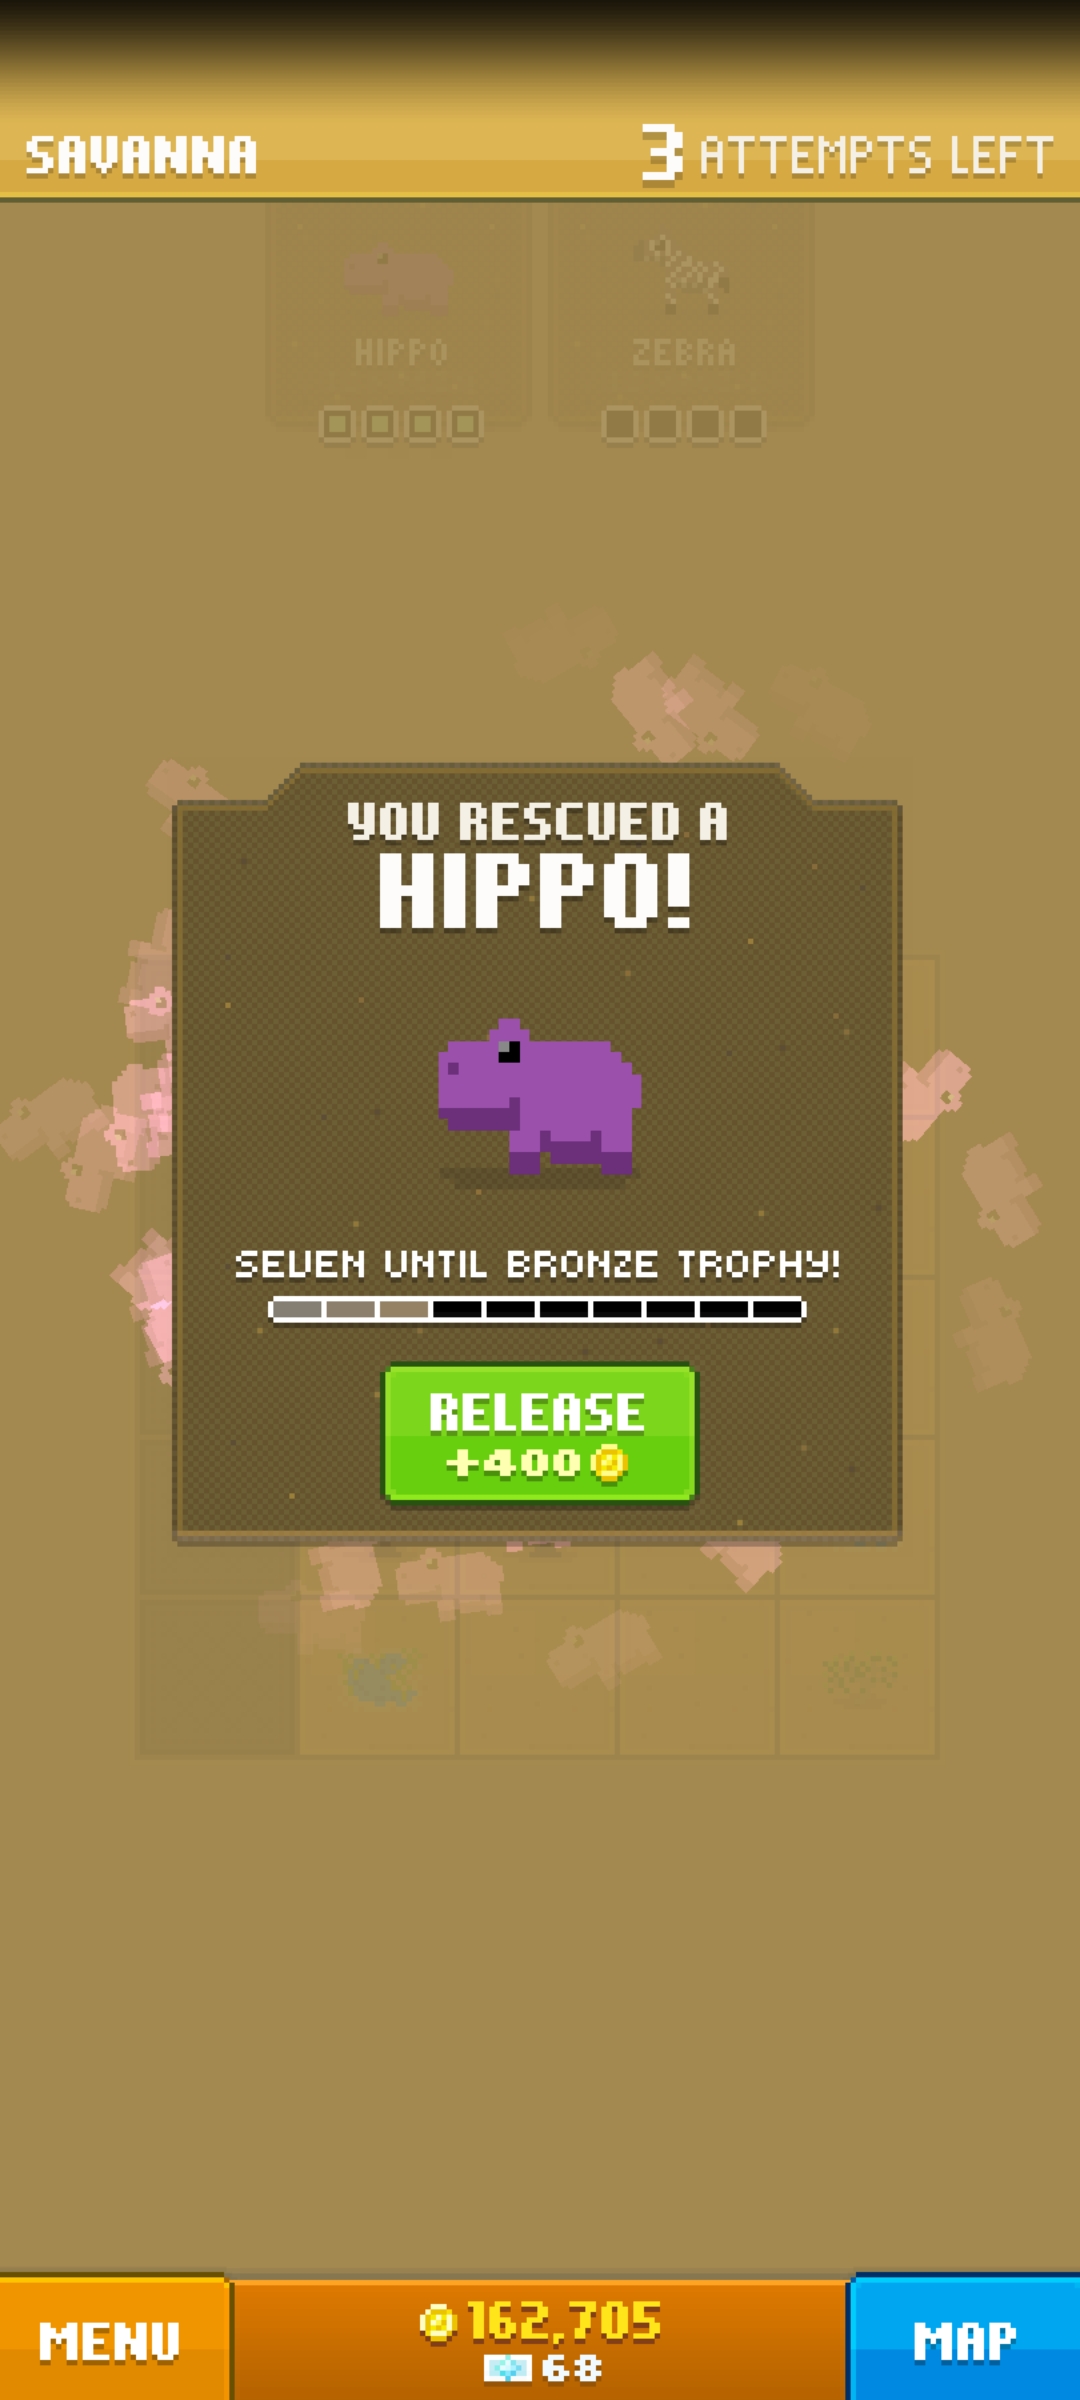 SAVANNA
3 ATTEMPTS LEFT
HIPPO
ZEBRA
YOU RESCUED A
HIPPO!
SEVEN UNTIL BRONZE TROPHY!
RELEASE
+400
MENU
162,705
68
MAP